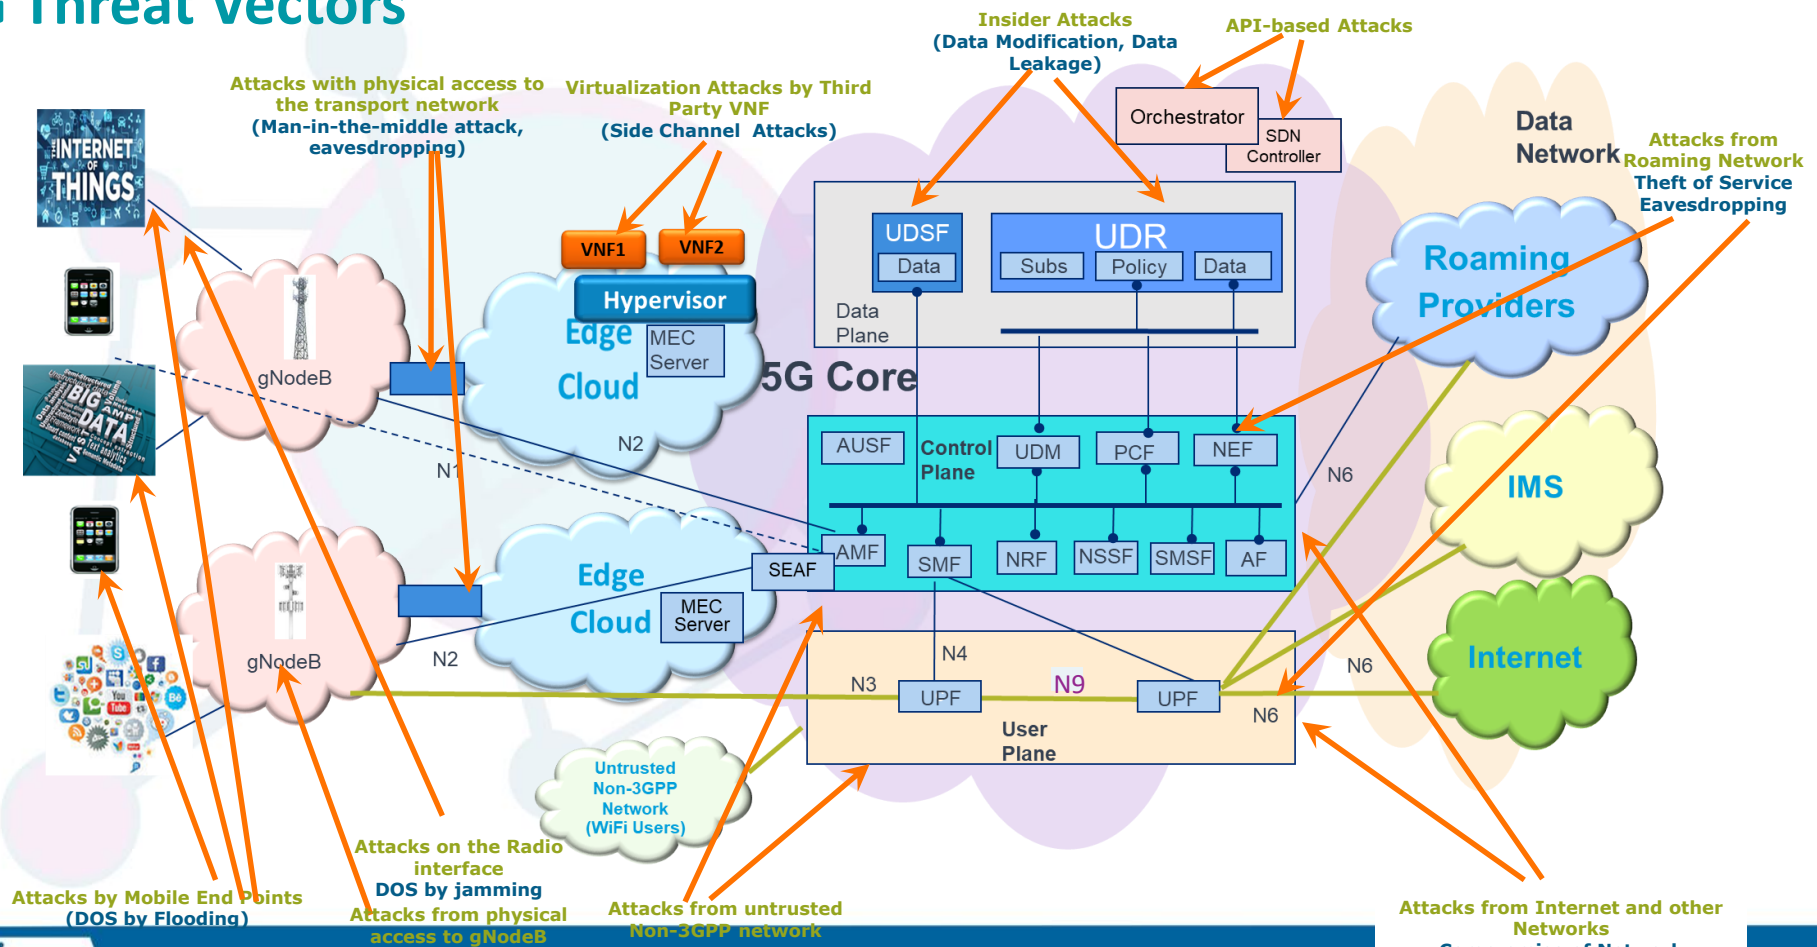 Threat Vectors
Insider Attacks
(Data Modification, Data
Leakage)
API-based Attacks
Attacks with physical access to
the transport network
(Man-in-the-middle attack,
eavesdropping)
Virtualization Attacks by Third
Party VNF
(Side Channel Attacks)
Orchestrator
SDN
Controller
Data
Network
Attacks from
Roaming Network
Theft of Service
Eavesdropping
INTERNET
OF
THINGS
VNF1
VNF2
Hypervisor
Edge
Cloud
MEC
Server
UDSF
Data
UDR
Subs
Policy
Data
Data
Plane
Roaming
Providers
gNodeB
5G Core
BIG
DATA
N1
N2
AUSF
Control
Plane
UDM
PCF
NEF
N6
IMS
AMF
SEAF
SMF
NRF
NSSF
SMSF
AF
Edge
Cloud
MEC
Server
gNodeB
N2
N4
N3
UPF
N9
UPF
N6
N6
Internet
User
Plane
You
Tube
Untrusted
Non-3GPP
Network
(WiFi Users)
Attacks on the Radio
interface
DOS by jamming
Attacks by Mobile End Points
(DOS by Flooding)
Attacks from physical
access to gNodeB
Attacks from untrusted
Non-3GPP network
Attacks from Internet and other
Networks